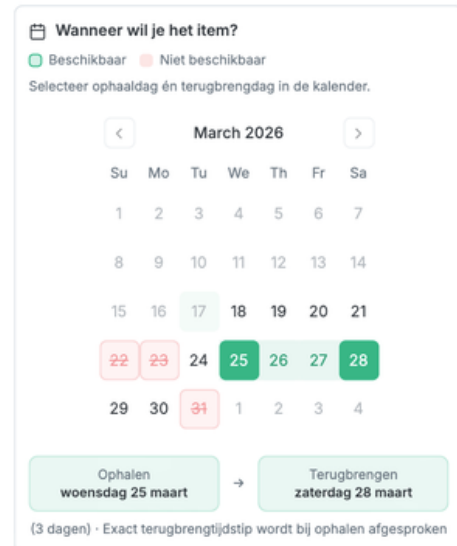 Wanneer wil je het item?
Beschikbaar Niet beschikbaar
Selecteer ophaaldag én terugbrengdag in de kalender.
< March 2026 >
Su Mo Tu We Th Fr Sa
1 2 3 4 5 6 7
8 9 10 11 12 13 14
15 16 17 18 19 20 21
22 23 24 25 26 27 28
29 30 31 1 2 3 4
Ophalen
woensdag 25 maart
→
Terugbrengen
zaterdag 28 maart
(3 dagen) · Exact terugbrengtijdstip wordt bij ophalen afgesproken